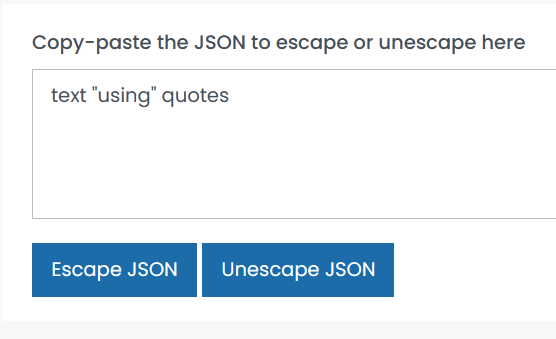 Copy-paste the JSON to escape or unescape here
text "using" quotes
Escape JSON Unescape JSON